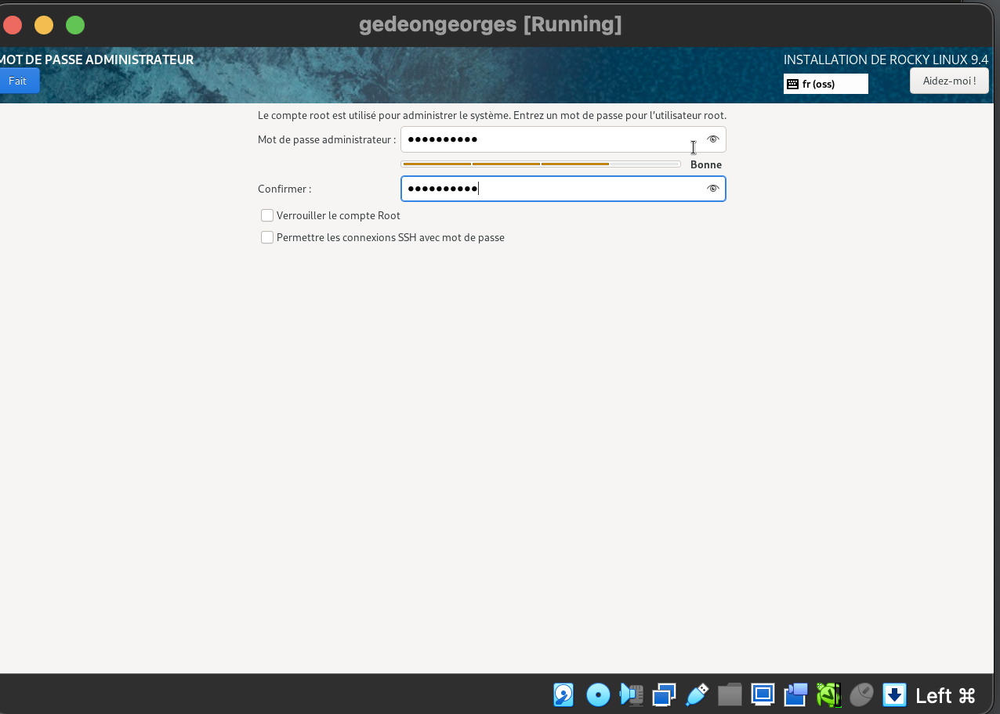 gedeongeorges [Running]
MOT DE PASSE ADMINISTRATEUR
INSTALLATION DE ROCKY LINUX 9.4
Fait
fr (oss)
Aidez-moi !
Le compte root est utilisé pour administrer le système. Entrez un mot de passe pour l’utilisateur root.
Mot de passe administrateur : ●●●●●●●●●●
Bonne
Confirmer : ●●●●●●●●●●
Verrouiller le compte Root
Permettre les connexions SSH avec mot de passe
Left ⌘